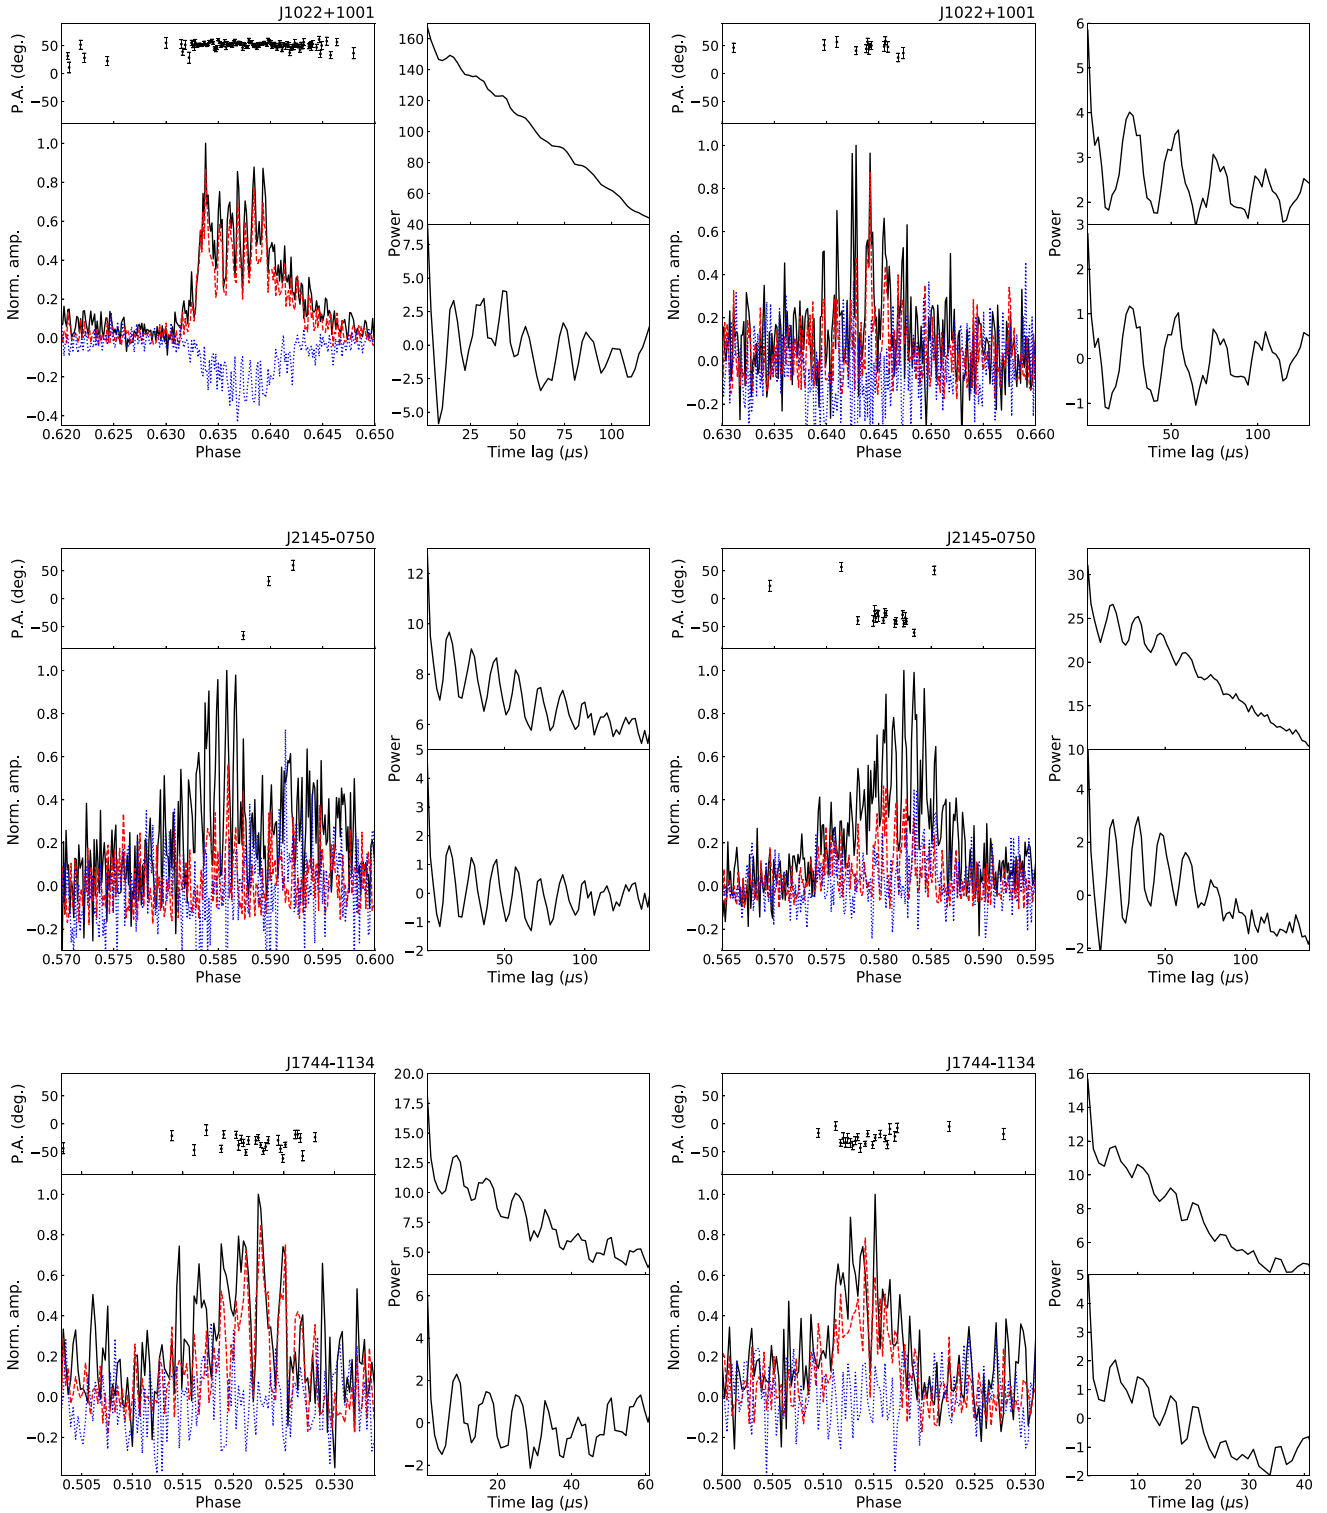 J1022+1001
P.A. (deg.)
50
0
−50
Norm. amp.
1.0
0.8
0.6
0.4
0.2
0.0
−0.2
−0.4
0.620 0.625 0.630 0.635 0.640 0.645 0.650
Phase
160
140
120
100
80
60
40
Power
7.5
5.0
2.5
0.0
−2.5
−5.0
25 50 75 100
Time lag (μs)
J1022+1001
P.A. (deg.)
50
0
−50
Norm. amp.
1.0
0.8
0.6
0.4
0.2
0.0
−0.2
0.630 0.635 0.640 0.645 0.650 0.655 0.660
Phase
6
5
4
3
2
Power
3
2
1
0
−1
50 100
Time lag (μs)
J2145-0750
P.A. (deg.)
50
0
−50
Norm. amp.
1.0
0.8
0.6
0.4
0.2
0.0
−0.2
0.570 0.575 0.580 0.585 0.590 0.595 0.600
Phase
12
10
8
6
Power
5
4
3
2
1
0
−1
−2
50 100
Time lag (μs)
J2145-0750
P.A. (deg.)
50
0
−50
Norm. amp.
1.0
0.8
0.6
0.4
0.2
0.0
−0.2
0.565 0.570 0.575 0.580 0.585 0.590 0.595
Phase
30
25
20
15
10
Power
4
2
0
−2
50 100
Time lag (μs)
J1744-1134
P.A. (deg.)
50
0
−50
Norm. amp.
1.0
0.8
0.6
0.4
0.2
0.0
−0.2
0.505 0.510 0.515 0.520 0.525 0.530
Phase
20.0
17.5
15.0
12.5
10.0
7.5
5.0
Power
6
4
2
0
−2
20 40 60
Time lag (μs)
J1744-1134
P.A. (deg.)
50
0
−50
Norm. amp.
1.0
0.8
0.6
0.4
0.2
0.0
−0.2
0.500 0.505 0.510 0.515 0.520 0.525 0.530
Phase
16
14
12
10
8
6
Power
5
4
3
2
1
0
−1
−2
10 20 30 40
Time lag (μs)